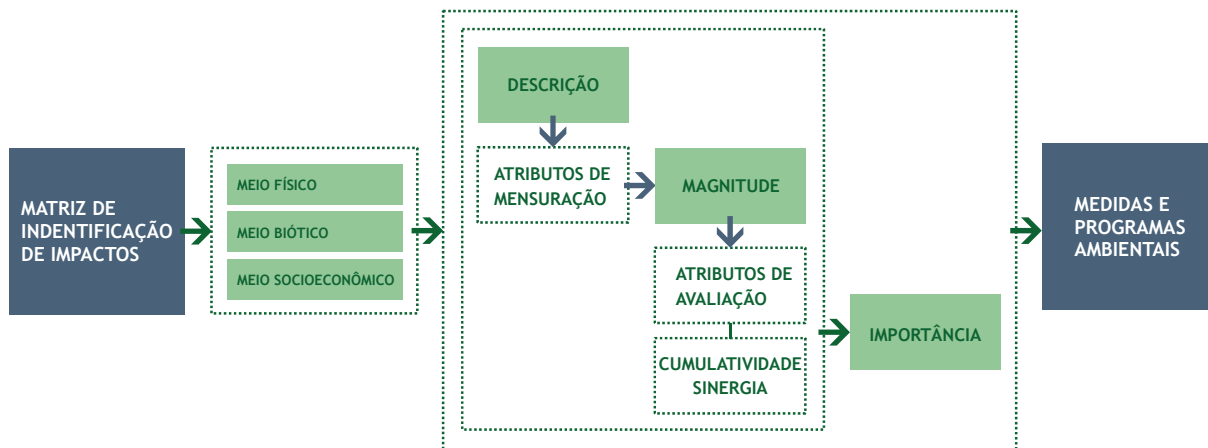 MATRIZ DE
INDENTIFICAÇÃO
DE IMPACTOS
MEIO FÍSICO
MEIO BIÓTICO
MEIO SOCIOECONÔMICO
DESCRIÇÃO
ATRIBUTOS DE
MENSURAÇÃO
MAGNITUDE
ATRIBUTOS DE
AVALIAÇÃO
CUMULATIVIDADE
SINERGIA
IMPORTÂNCIA
MEDIDAS E
PROGRAMAS
AMBIENTAIS